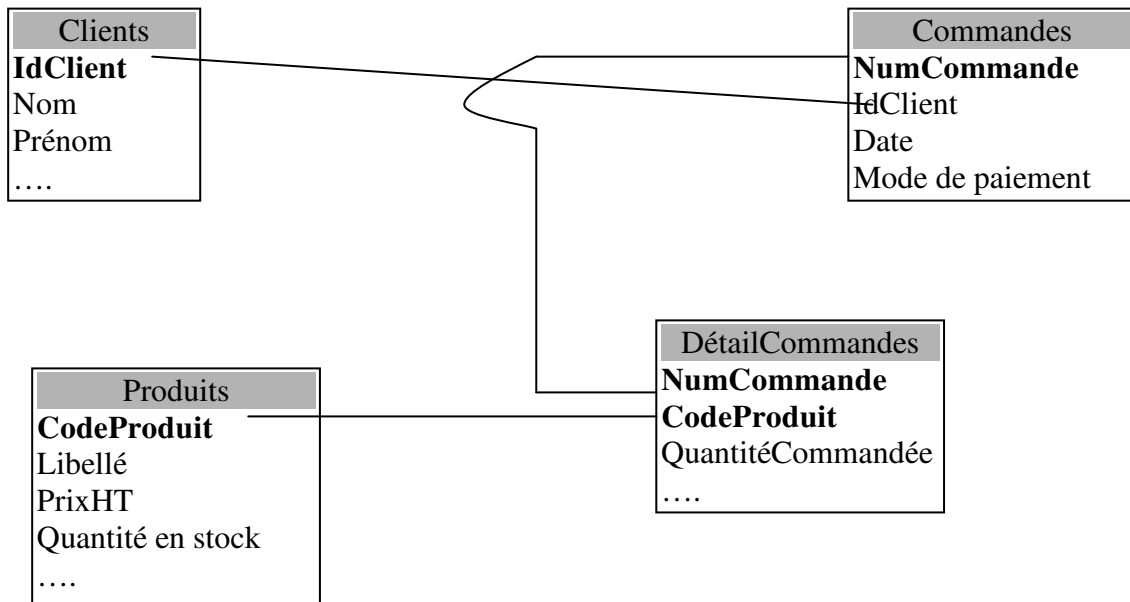 Clients
IdClient
Nom
Prénom
….
Commandes
NumCommande
IdClient
Date
Mode de paiement
Produits
CodeProduit
Libellé
PrixHT
Quantité en stock
….
DétailCommandes
NumCommande
CodeProduit
QuantitéCommandée
….